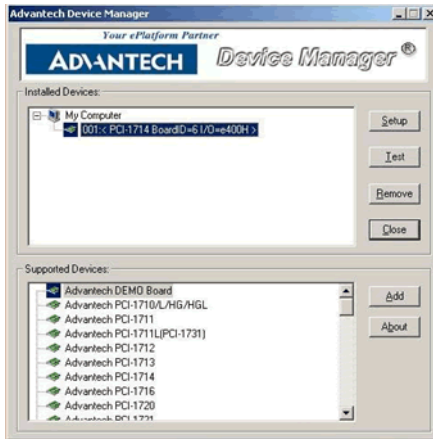 Advantech Device Manager
Your ePlatform Partner
ADVANTECH Device Manager ®
Installed Devices:
My Computer
001:< PCI-1714 BoardID=6 I/O=e400H >
Setup
Test
Remove
Close
Supported Devices:
Advantech DEMO Board
Advantech PCI-1710/L/HG/HGL
Advantech PCI-1711
Advantech PCI-1711L(PCI-1731)
Advantech PCI-1712
Advantech PCI-1713
Advantech PCI-1714
Advantech PCI-1716
Advantech PCI-1720
Advantech PCI-1721
Add
About